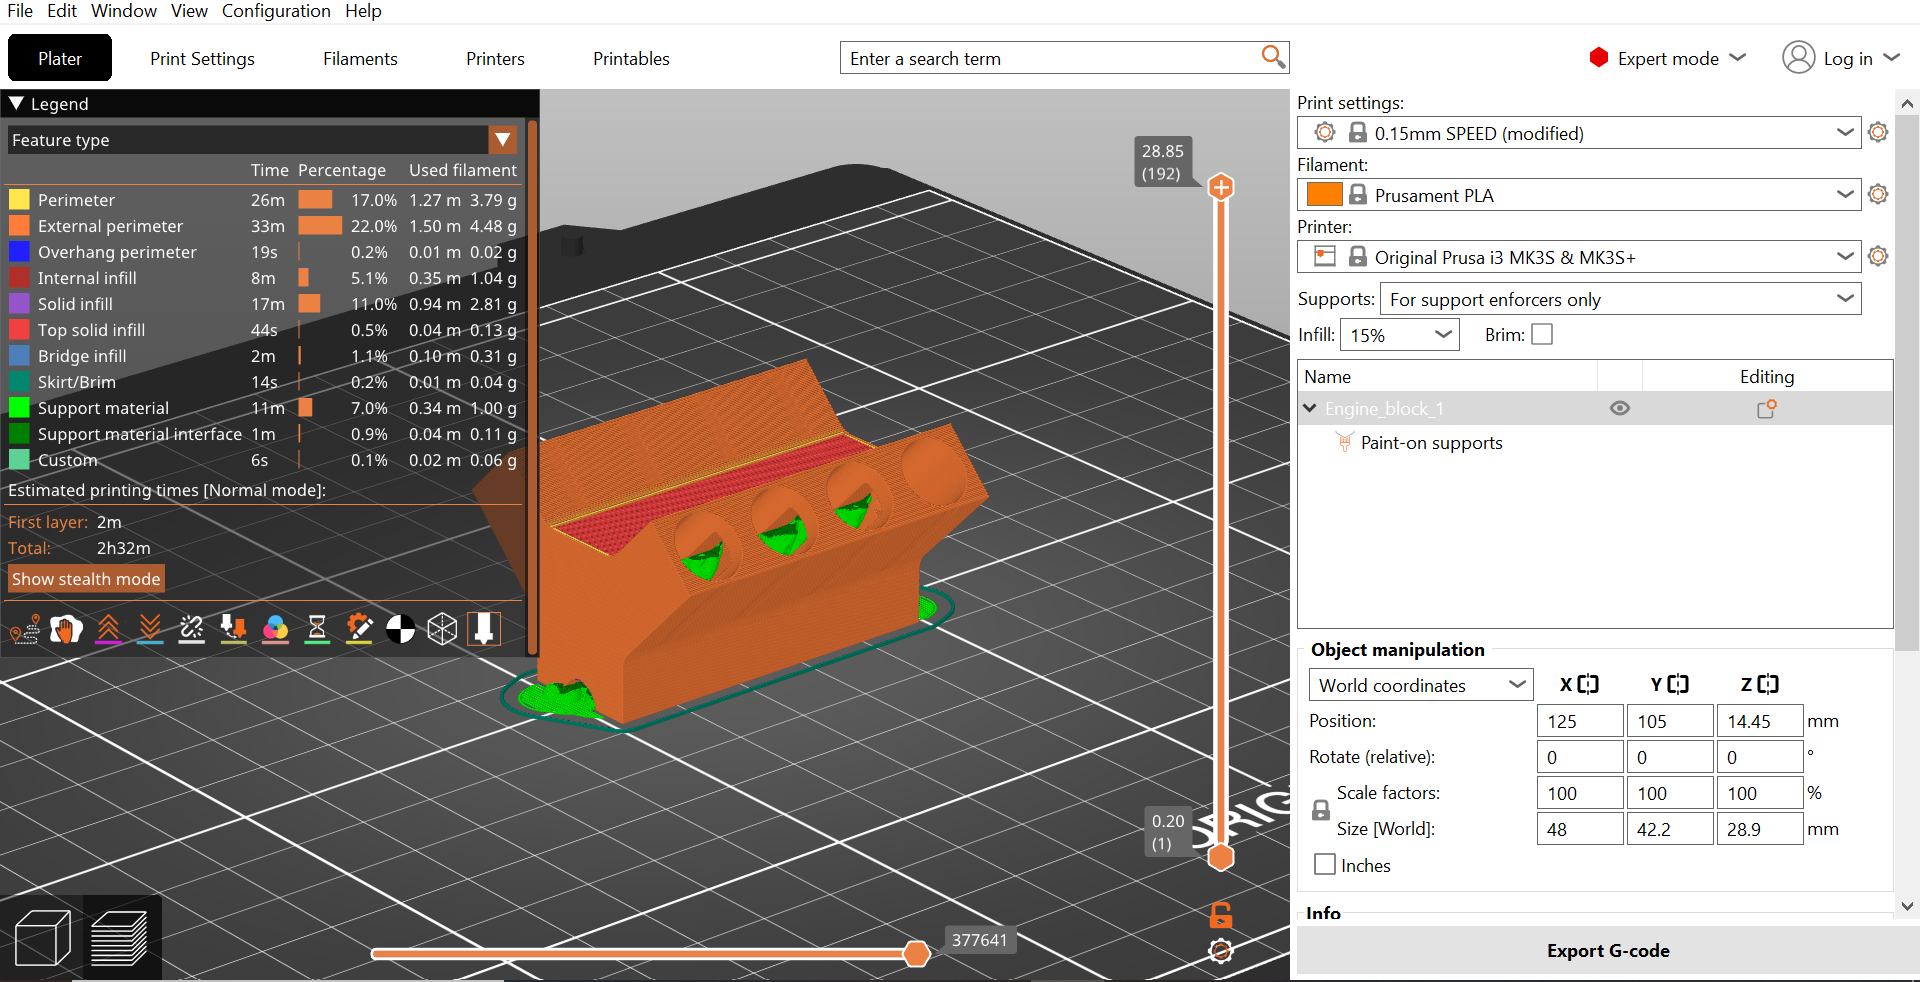 File Edit Window View Configuration Help
Plater Print Settings Filaments Printers Printables Enter a search term Expert mode Log in
Legend
Feature type
Time Percentage Used filament
Perimeter 26m 17.0% 1.27 m 3.79 g
External perimeter 33m 22.0% 1.50 m 4.48 g
Overhang perimeter 19s 0.2% 0.01 m 0.02 g
Internal infill 8m 5.1% 0.35 m 1.04 g
Solid infill 17m 11.0% 0.94 m 2.81 g
Top solid infill 44s 0.5% 0.04 m 0.13 g
Bridge infill 2m 1.1% 0.10 m 0.31 g
Skirt/Brim 14s 0.2% 0.01 m 0.04 g
Support material 11m 7.0% 0.34 m 1.00 g
Support material interface 1m 0.9% 0.04 m 0.11 g
Custom 6s 0.1% 0.02 m 0.06 g
Estimated printing times [Normal mode]:
First layer: 2m
Total: 2h32m
Show stealth mode
28.85
(192)
0.20
(1)
ORIG
377641
Print settings:
0.15mm SPEED (modified)
Filament:
Prusament PLA
Printer:
Original Prusa i3 MK3S & MK3S+
Supports: For support enforcers only
Infill: 15% Brim:
Name Editing
Engine_block_1
Paint-on supports
Object manipulation
World coordinates X Y Z
Position: 125 105 14.45 mm
Rotate (relative): 0 0 0 °
Scale factors: 100 100 100 %
Size [World]: 48 42.2 28.9 mm
Inches
Info
Export G-code